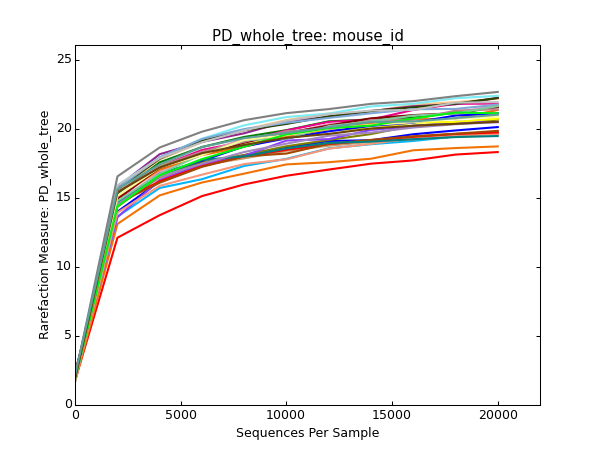 PD_whole_tree: mouse_id
25
20
15
10
5
0
Rarefaction Measure: PD_whole_tree
0 5000 10000 15000 20000
Sequences Per Sample